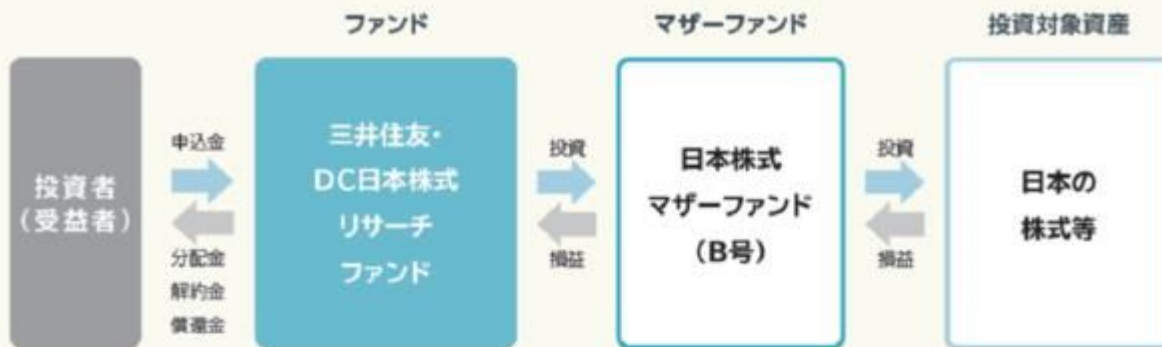 ファンド
マザーファンド
投資対象資産
投資者
（受益者）
申込金
分配金
解約金
償還金
三井住友・
DC日本株式
リサーチ
ファンド
投資
損益
日本株式
マザーファンド
（B号）
投資
損益
日本の
株式等